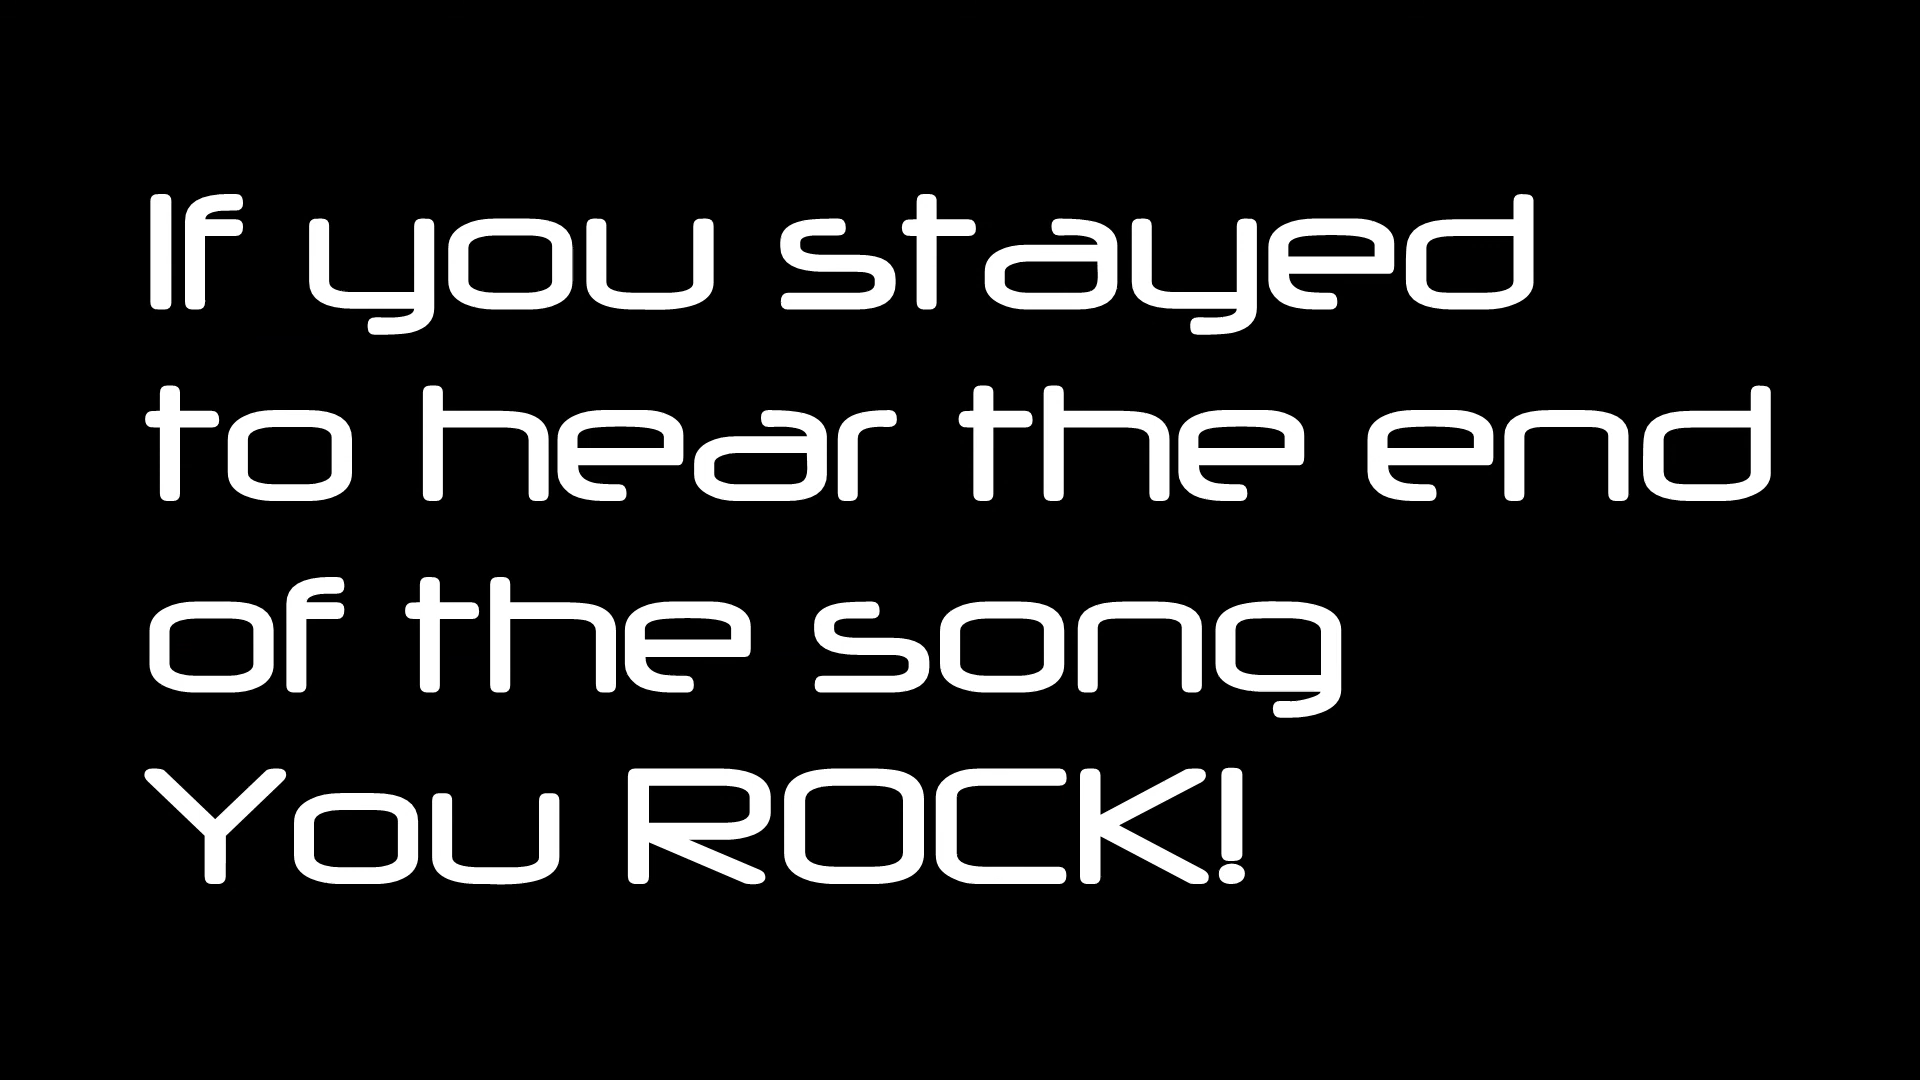 If you stayed
to hear the end
of the song
You ROCK!